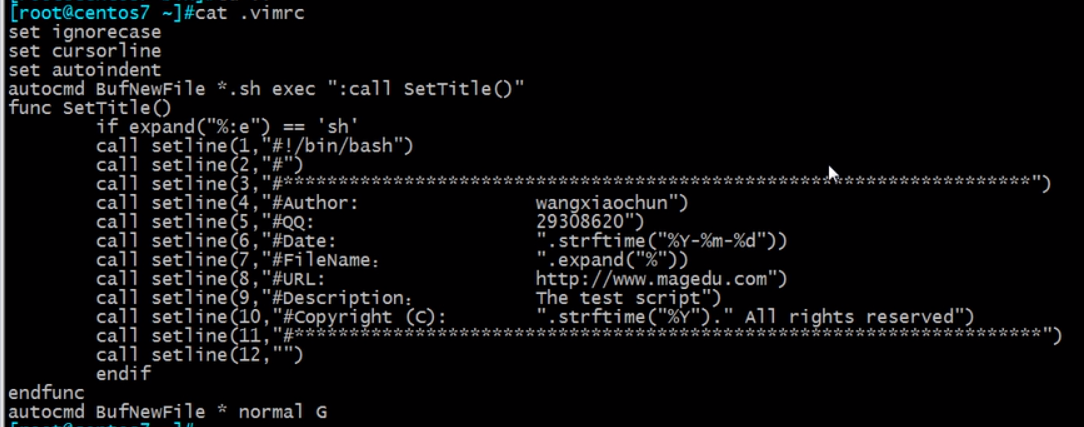 [root@centos7 ~]#cat .vimrc
set ignorecase
set cursorline
set autoindent
autocmd BufNewFile *.sh exec ":call SetTitle()"
func SetTitle()
        if expand("%:e") == 'sh'
        call setline(1,"#!/bin/bash")
        call setline(2,"#")
        call setline(3,"#********************************************************************")
        call setline(4,"#Author:                wangxiaochun")
        call setline(5,"#QQ:                    29308620")
        call setline(6,"#Date:                  ".strftime("%Y-%m-%d"))
        call setline(7,"#FileName：             ".expand("%"))
        call setline(8,"#URL:                   http://www.magedu.com")
        call setline(9,"#Description：          The test script")
        call setline(10,"#Copyright (C):        ".strftime("%Y")." All rights reserved")
        call setline(11,"#********************************************************************")
        call setline(12,"")
        endif
endfunc
autocmd BufNewFile * normal G